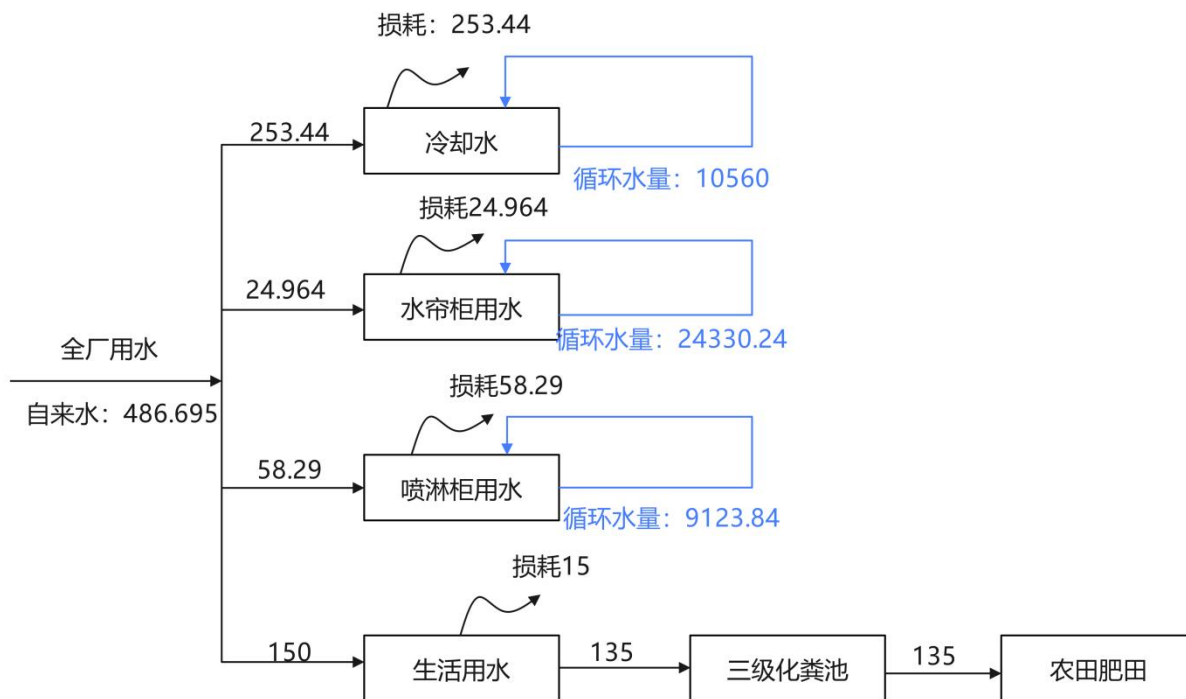 损耗：253.44
253.44
冷却水
循环水量：10560
损耗24.964
24.964
水帘柜用水
循环水量：24330.24
全厂用水
自来水：486.695
损耗58.29
58.29
喷淋柜用水
循环水量：9123.84
损耗15
150
生活用水
135
三级化粪池
135
农田肥田